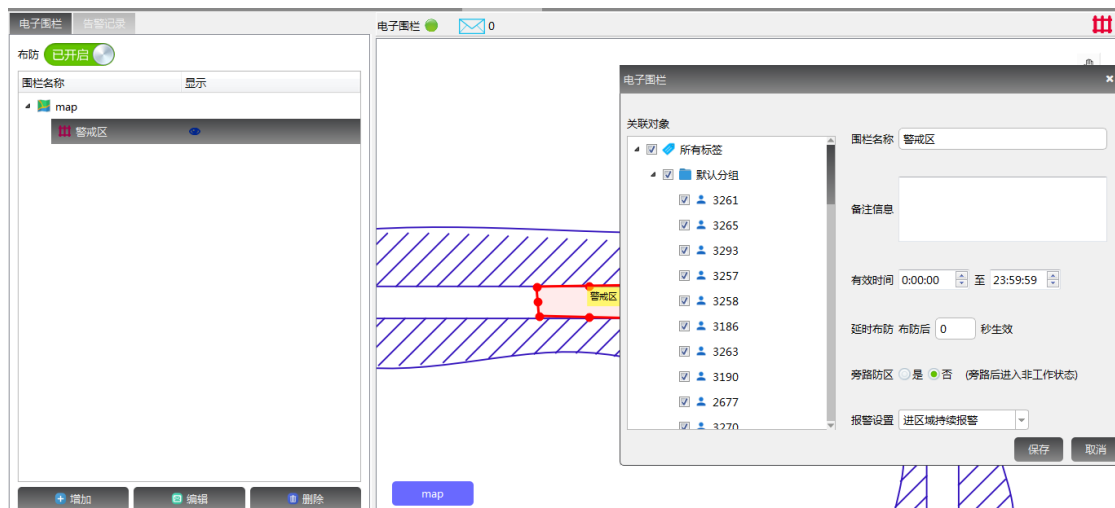 电子围栏 告警记录
布防 已开启
围栏名称 显示
map
警戒区
增加 编辑 删除
电子围栏 0
警戒区
map
电子围栏
关联对象
所有标签
默认分组
3261
3265
3293
3257
3258
3186
3263
3190
2677
3270
围栏名称 警戒区
备注信息
有效时间 0:00:00 至 23:59:59
延时布防 布防后 0 秒生效
旁路防区 是 否 (旁路后进入非工作状态)
报警设置 进区域持续报警
保存 取消